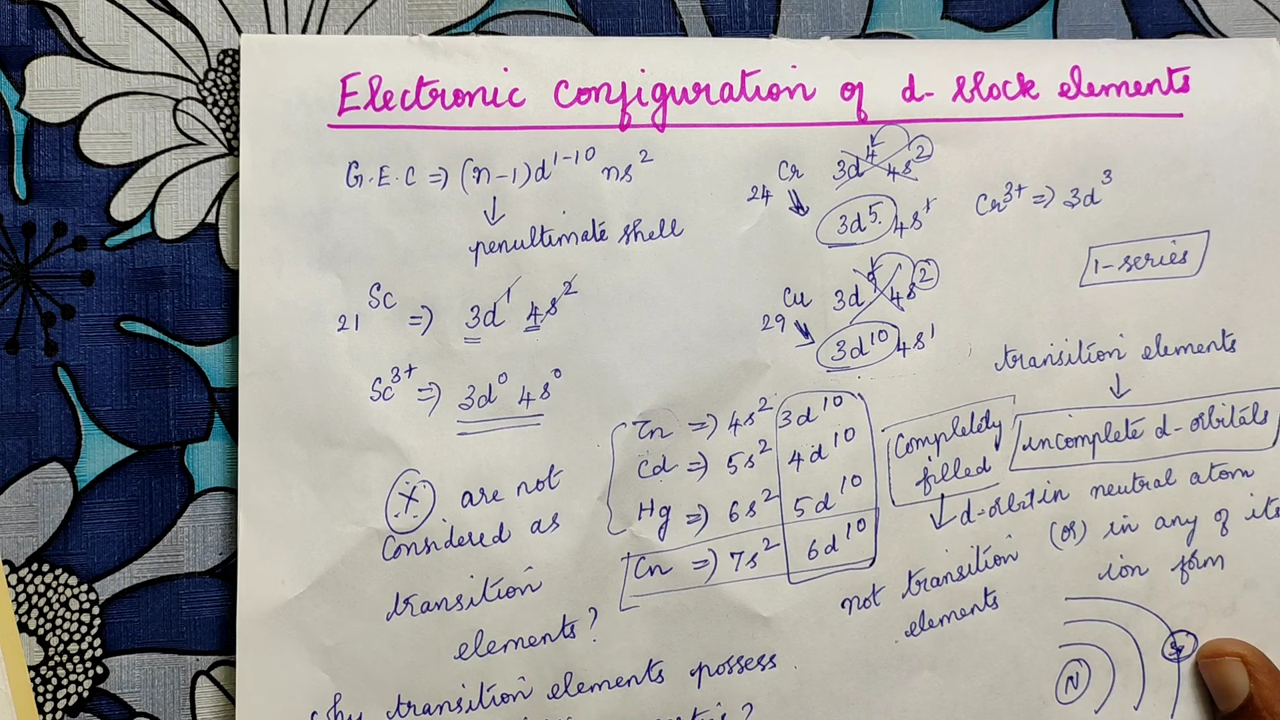 Electronic configuration of d-block elements
G.E.C => (n-1)d¹⁻¹⁰ ns²
↓
penultimate shell
₂₁Sc => 3d¹ 4s²
Sc³⁺ => 3d⁰ 4s⁰
Cr 3d⁴ 4s²
24
3d⁵ 4s¹
Cr³⁺ => 3d³
Cu 3d⁹ 4s²
29
3d¹⁰ 4s¹
1-series
Zn => 4s² 3d¹⁰
Cd => 5s² 4d¹⁰
Hg => 6s² 5d¹⁰
Cn => 7s² 6d¹⁰
are not
considered as
transition
elements?
Completely
filled
↓
not transition
elements
transition elements
↓
incomplete d-orbitals
in neutral atom
(or) in any of its
ion form
N
Why transition elements possess